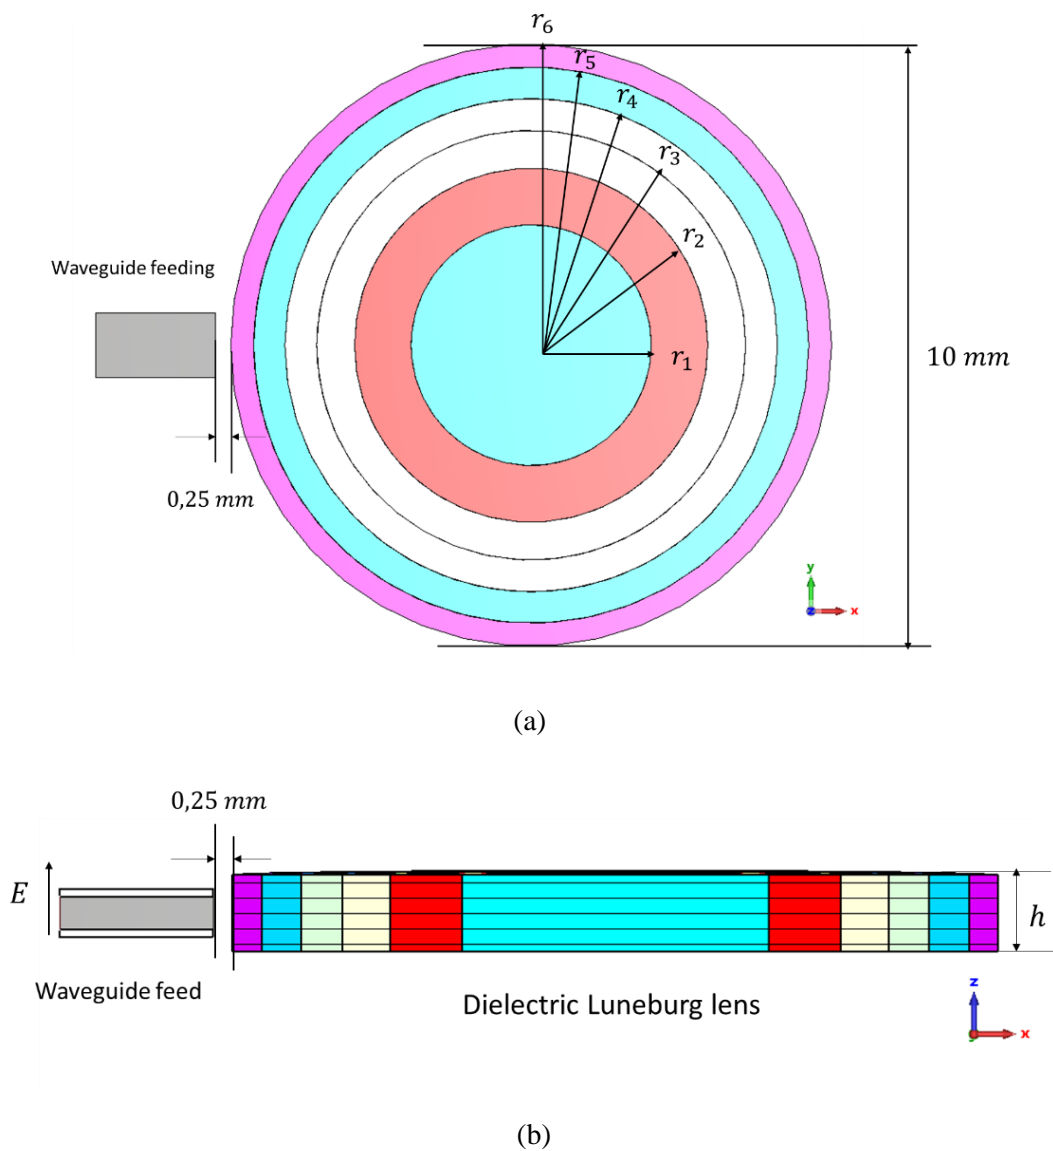 r₆
r₅
r₄
r₃
r₂
Waveguide feeding
r₁
10 mm
0,25 mm
y
z
x
(a)
0,25 mm
E
h
Waveguide feed
Dielectric Luneburg lens
z
y
x
(b)